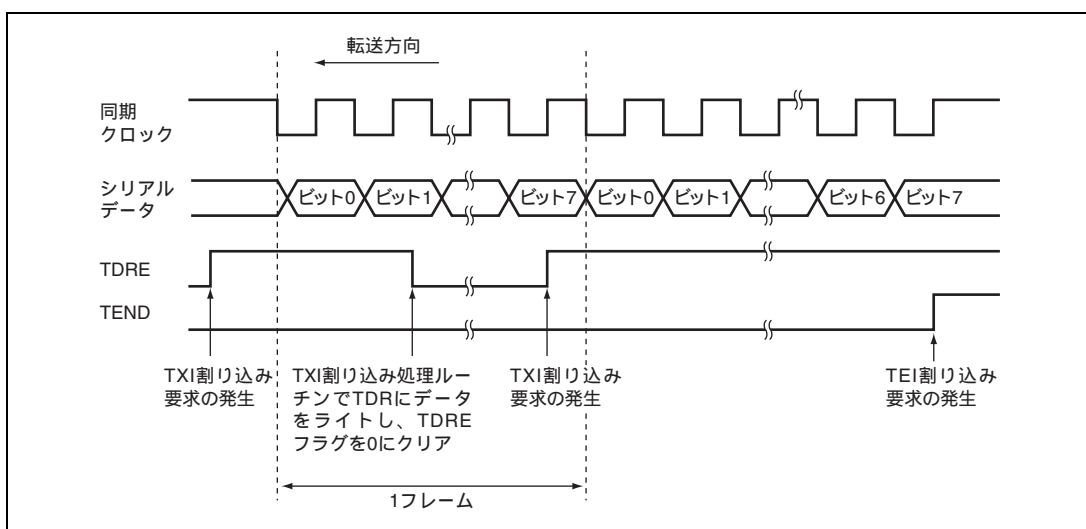 転送方向
同期
クロック
シリアル
データ
ビット0 ビット1 ビット7 ビット0 ビット1 ビット6 ビット7
TDRE
TEND
TXI割り込み
要求の発生
TXI割り込み処理ルー
チンでTDRにデータ
をライトし、TDRE
フラグを0にクリア
TXI割り込み
要求の発生
TEI割り込み
要求の発生
1フレーム